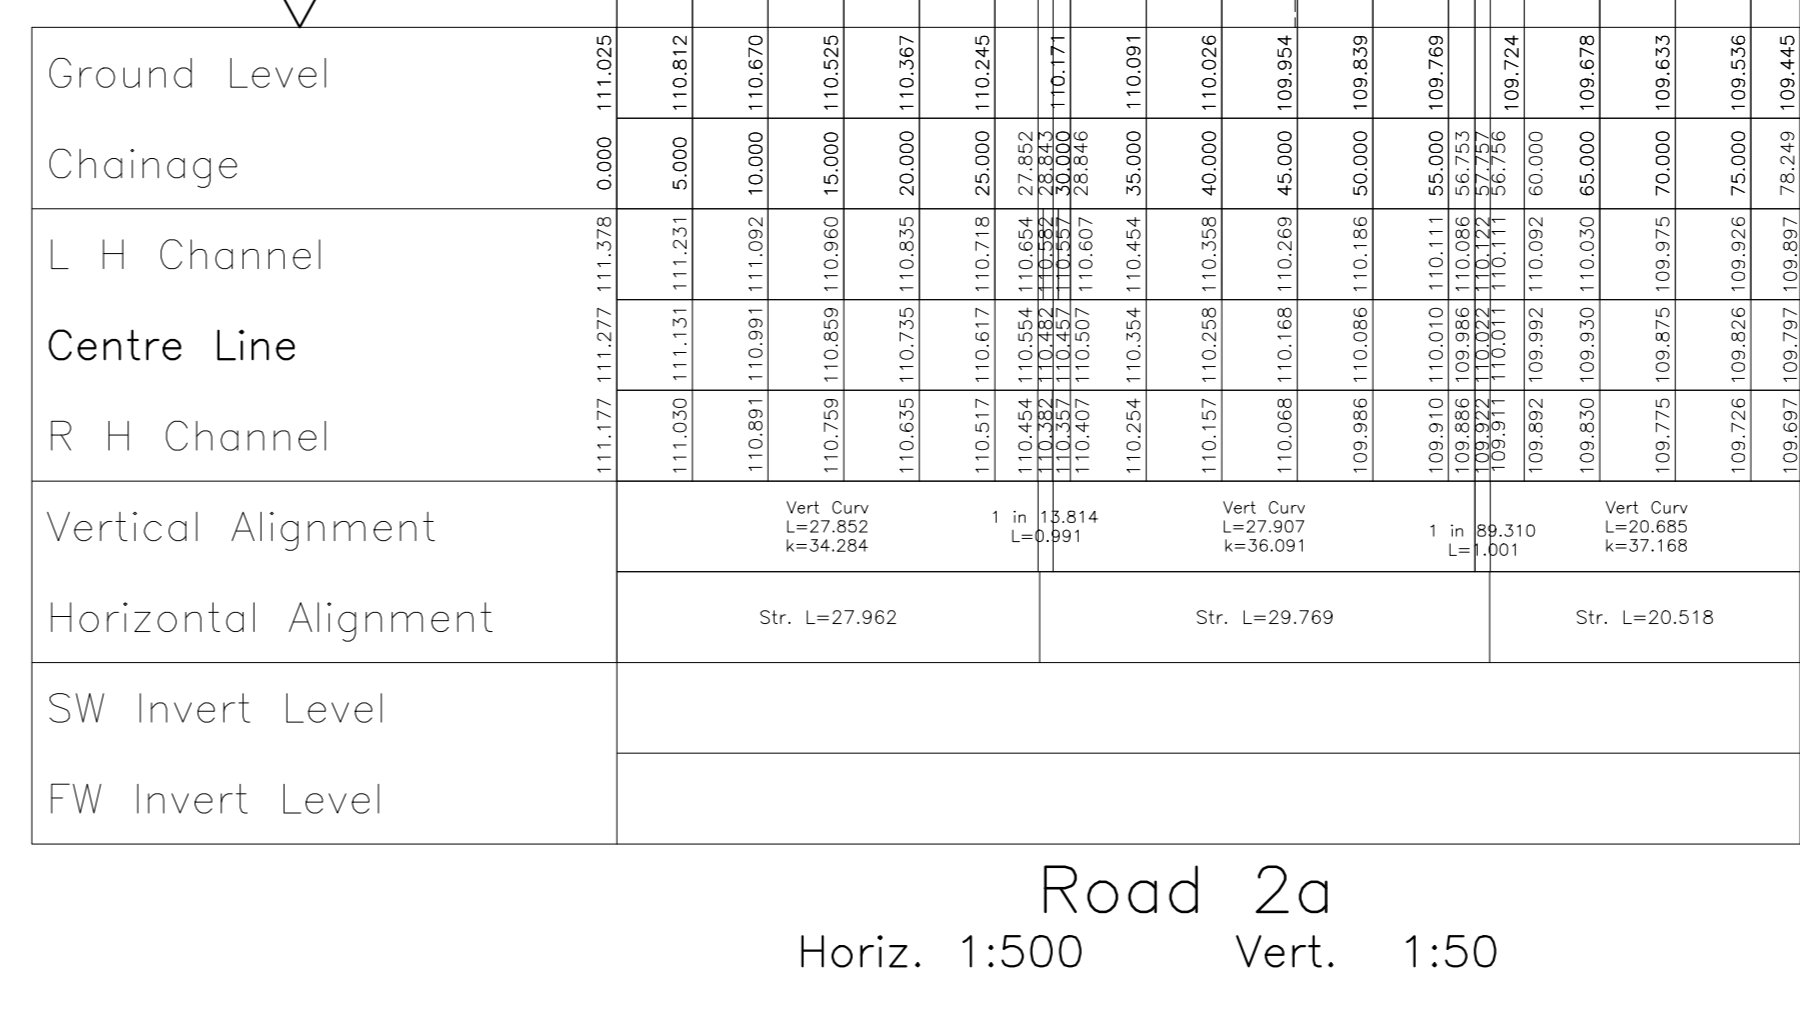 Ground Level 111.025 110.812 110.670 110.525 110.367 110.245 110.171 110.091 110.026 109.954 109.839 109.769 109.724 109.678 109.633 109.536 109.445
Chainage 0.000 5.000 10.000 15.000 20.000 25.000 27.852 28.843 30.000 28.846 35.000 40.000 45.000 50.000 55.000 56.753 57.757 56.756 60.000 65.000 70.000 75.000 78.249
L H Channel 111.378 111.231 111.092 110.960 110.835 110.718 110.654 110.582 110.557 110.607 110.454 110.358 110.269 110.186 110.111 110.086 110.122 110.111 110.092 110.030 109.975 109.926 109.897
Centre Line 111.277 111.131 110.991 110.859 110.735 110.617 110.554 110.482 110.457 110.507 110.354 110.258 110.168 110.086 110.010 109.986 110.022 110.011 109.992 109.930 109.875 109.826 109.797
R H Channel 111.177 111.030 110.891 110.759 110.635 110.517 110.454 110.382 110.357 110.407 110.254 110.157 110.068 109.986 109.910 109.886 109.922 109.911 109.892 109.830 109.775 109.726 109.697
Vertical Alignment
Vert Curv
L=27.852
k=34.284
1 in 13.814
L=0.991
Vert Curv
L=27.907
k=36.091
1 in 89.310
L=1.001
Vert Curv
L=20.685
k=37.168
Horizontal Alignment Str. L=27.962 Str. L=29.769 Str. L=20.518
SW Invert Level
FW Invert Level
Road 2a
Horiz. 1:500 Vert. 1:50